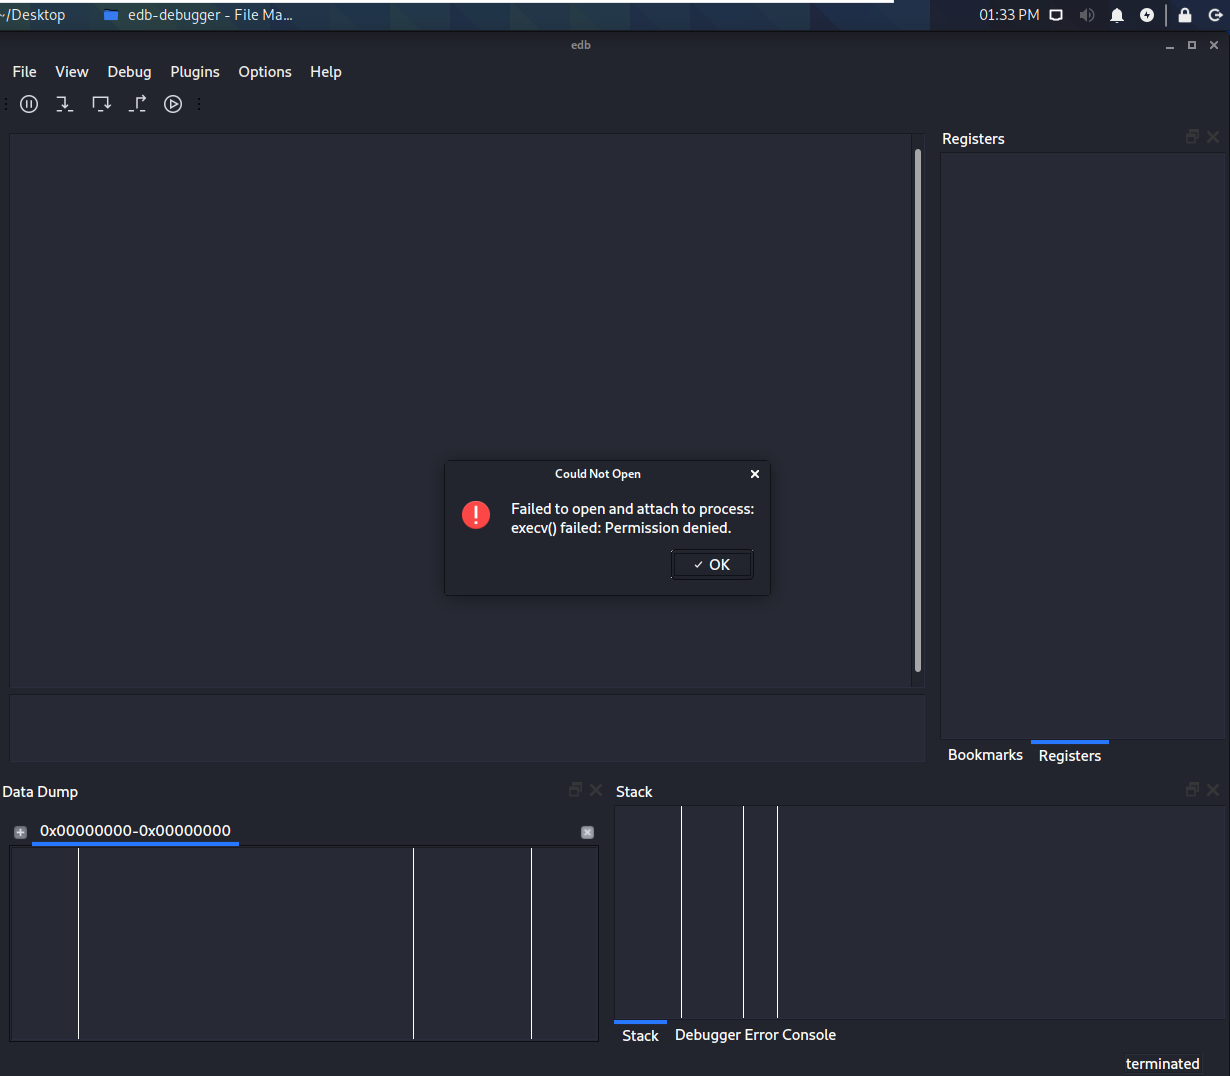 ~/Desktop
edb-debugger - File Ma...
01:33 PM
edb
File View Debug Plugins Options Help
Registers
Could Not Open
Failed to open and attach to process:
execv() failed: Permission denied.
OK
Bookmarks Registers
Data Dump
Stack
0x00000000-0x00000000
Stack Debugger Error Console
terminated